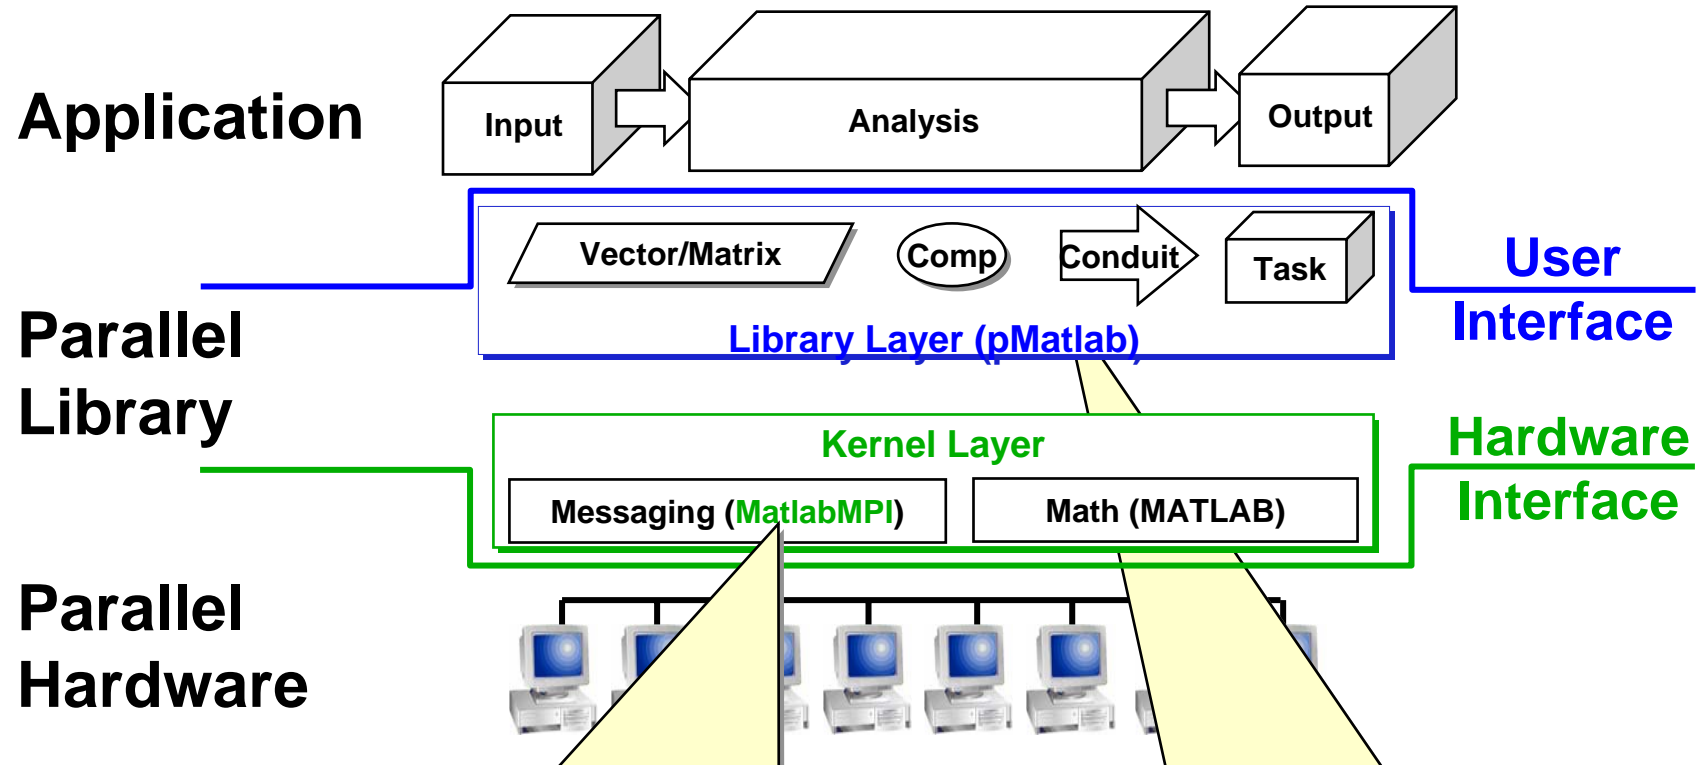 Application
Input
Analysis
Output
Vector/Matrix
Comp
Conduit
Task
Library Layer (pMatlab)
User
Interface
Parallel
Library
Kernel Layer
Messaging (MatlabMPI)
Math (MATLAB)
Hardware
Interface
Parallel
Hardware